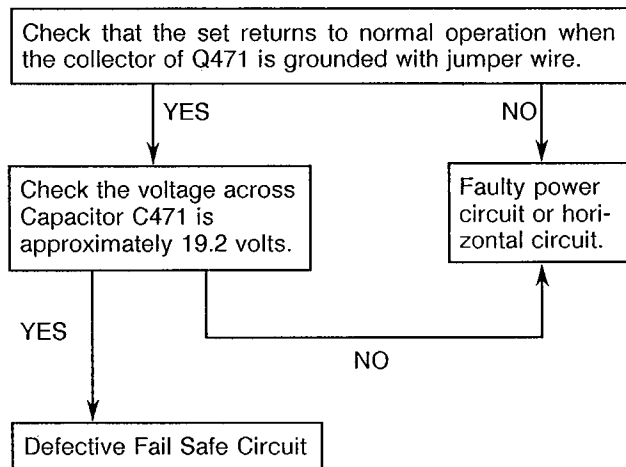 Check that the set returns to normal operation when
the collector of Q471 is grounded with jumper wire.
YES
NO
Check the voltage across
Capacitor C471 is
approximately 19.2 volts.
Faulty power
circuit or hori-
zontal circuit.
YES
NO
Defective Fail Safe Circuit